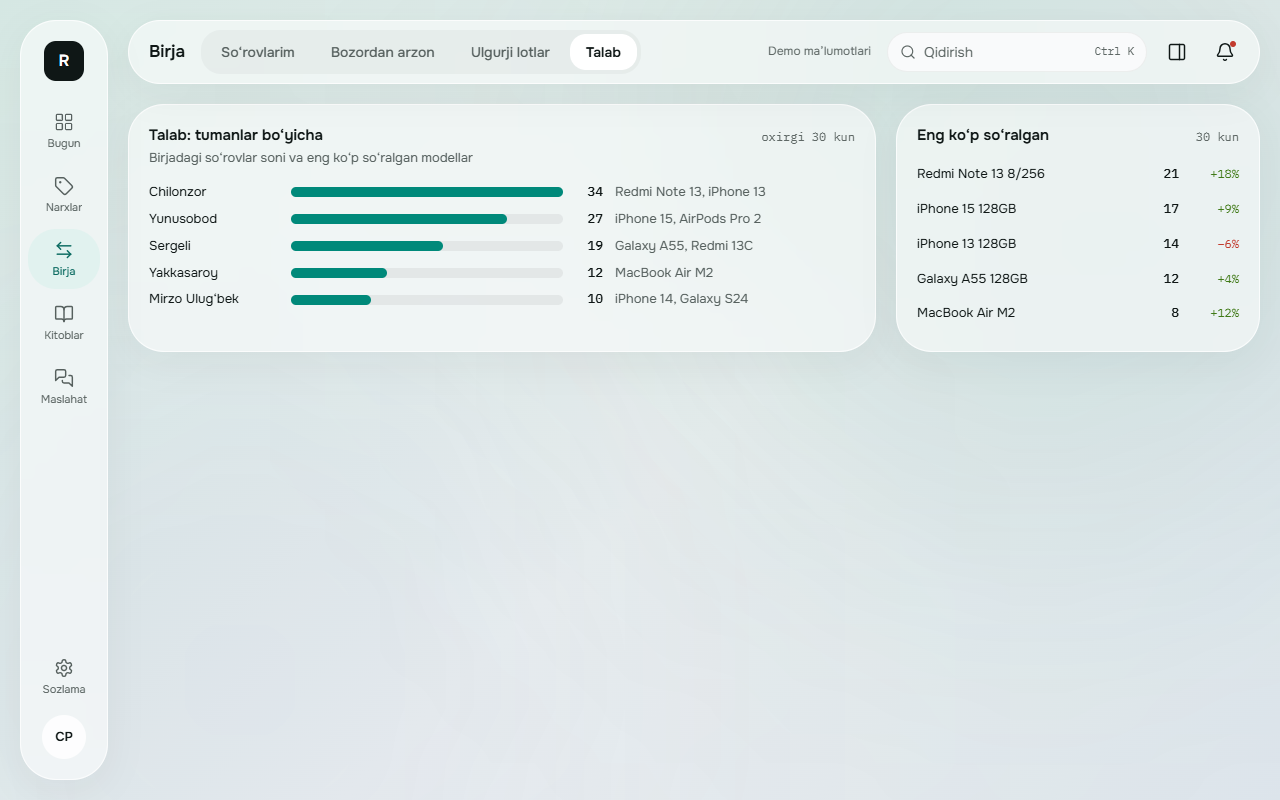 R
Bugun
Narxlar
Birja
Kitoblar
Maslahat
Sozlama
CP
Birja So‘rovlarim Bozordan arzon Ulgurji lotlar Talab Demo ma’lumotlari Qidirish Ctrl K
Talab: tumanlar bo‘yicha oxirgi 30 kun
Birjadagi so‘rovlar soni va eng ko‘p so‘ralgan modellar
Chilonzor 34 Redmi Note 13, iPhone 13
Yunusobod 27 iPhone 15, AirPods Pro 2
Sergeli 19 Galaxy A55, Redmi 13C
Yakkasaroy 12 MacBook Air M2
Mirzo Ulug‘bek 10 iPhone 14, Galaxy S24
Eng ko‘p so‘ralgan 30 kun
Redmi Note 13 8/256 21 +18%
iPhone 15 128GB 17 +9%
iPhone 13 128GB 14 −6%
Galaxy A55 128GB 12 +4%
MacBook Air M2 8 +12%